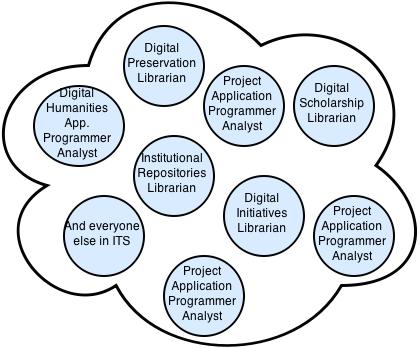 Digital
Preservation
Librarian
Digital
Humanities
App.
Programmer
Analyst
Project
Application
Programmer
Analyst
Digital
Scholarship
Librarian
Institutional
Repositories
Librarian
Digital
Initiatives
Librarian
And everyone
else in ITS
Project
Application
Programmer
Analyst
Project
Application
Programmer
Analyst